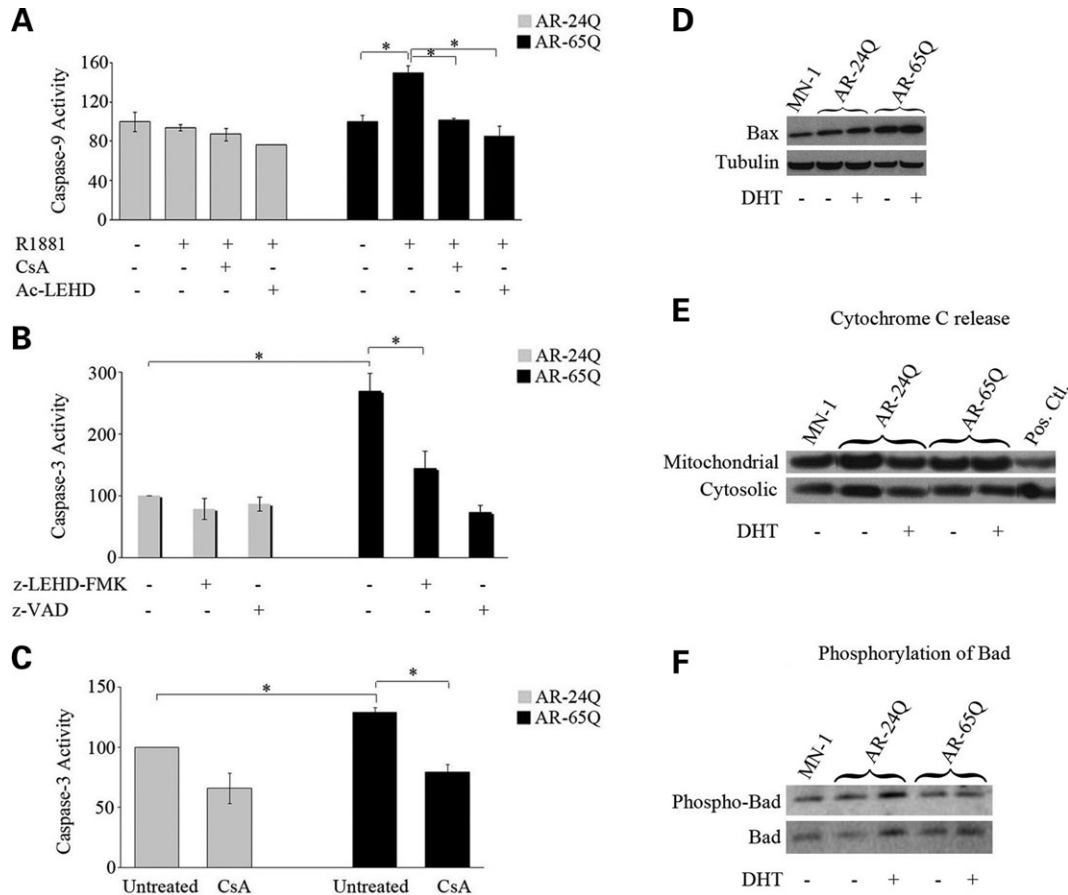 A
AR-24Q
AR-65Q
Caspase-9 Activity
160
120
80
40
0
* * *
R1881 - + + + - + + +
CsA - - + - - - + -
Ac-LEHD - - - + - - - +
B
AR-24Q
AR-65Q
Caspase-3 Activity
300
200
100
0
* *
z-LEHD-FMK - + - - + -
z-VAD - - + - - +
C
AR-24Q
AR-65Q
Caspase-3 Activity
150
100
50
0
* *
Untreated CsA Untreated CsA
D
MN-1 AR-24Q AR-65Q
Bax
Tubulin
DHT - - + - +
E
Cytochrome C release
MN-1 AR-24Q AR-65Q Pos. Ctl.
Mitochondrial
Cytosolic
DHT - - + - +
F
Phosphorylation of Bad
MN-1 AR-24Q AR-65Q
Phospho-Bad
Bad
DHT - - + - +